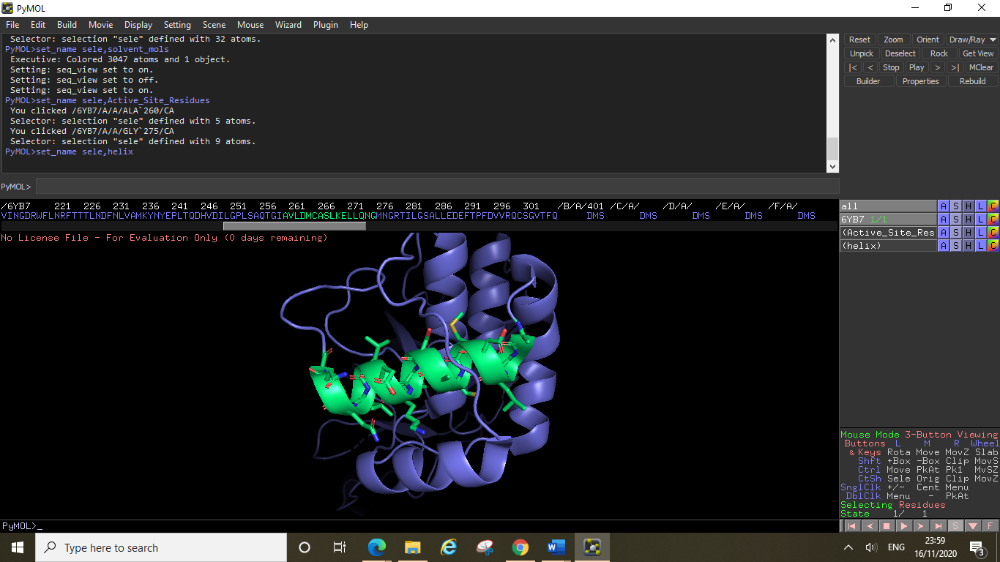 PyMOL
File Edit Build Movie Display Setting Scene Mouse Wizard Plugin Help
Selector: selection "sele" defined with 32 atoms.
PyMOL>set_name sele,solvent_mols
Executive: Colored 3047 atoms and 1 object.
Setting: seq_view set to on.
Setting: seq_view set to off.
Setting: seq_view set to on.
PyMOL>set_name sele,Active_Site_Residues
You clicked /6YB7/A/A/ALA`260/CA
Selector: selection "sele" defined with 5 atoms.
You clicked /6YB7/A/A/GLY`275/CA
Selector: selection "sele" defined with 9 atoms.
PyMOL>set_name sele,helix
PyMOL>
Reset Zoom Orient Draw/Ray
Unpick Deselect Rock Get View
|< < Stop Play > >| MClear
Builder Properties Rebuild
/6YB7 221 226 231 236 241 246 251 256 261 266 271 276 281 286 291 296 301 /B/A/401 /C/A/ /D/A/ /E/A/ /F/A/
VINGDRWFLNRFTTTLNDFNLVAMKYNYEPLTQDHVDILGPLSAQTGIAVLDMCASLKELLQNGMNGRTILGSALLEDEFTPFDVVRQCSGVTFQ DMS DMS DMS DMS DMS
No License File - For Evaluation Only (0 days remaining)
all A S H L C
6YB7 1/1 A S H L C
(Active_Site_Res A S H L C
(helix) A S H L C
Mouse Mode 3-Button Viewing
Buttons L M R Wheel
& Keys Rota Move MovZ Slab
Shft +Box -Box Clip MovS
Ctrl Move PkAt Pk1 MvSZ
CtSh Sele Orig Clip MovZ
SnglClk +/- Cent Menu
DblClk Menu - PkAt
Selecting Residues
State 1/ 1
S F
PyMOL>_
Type here to search
ENG
23:59
16/11/2020
3